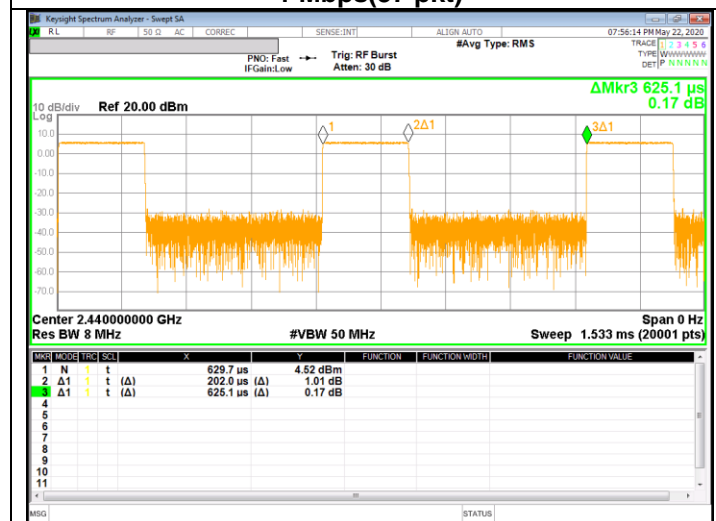 Keysight Spectrum Analyzer - Swept SA
RL RF 50 Ω AC CORREC SENSE:INT ALIGN AUTO 07:56:14 PM May 22, 2020
#Avg Type: RMS TRACE 1 2 3 4 5 6
PNO: Fast Trig: RF Burst TYPE WWWWWW
IFGain:Low Atten: 30 dB DET P N N N N N
ΔMkr3 625.1 µs
10 dB/div Ref 20.00 dBm 0.17 dB
Log
1 2Δ1 3Δ1
10.0
0.00
-10.0
-20.0
-30.0
-40.0
-50.0
-60.0
-70.0
Center 2.440000000 GHz Span 0 Hz
Res BW 8 MHz #VBW 50 MHz Sweep 1.533 ms (20001 pts)
MKR MODE TRC SCL X Y FUNCTION FUNCTION WIDTH FUNCTION VALUE
1 N 1 t 629.7 µs 4.52 dBm
2 Δ1 1 t (Δ) 202.0 µs (Δ) 1.01 dB
3 Δ1 1 t (Δ) 625.1 µs (Δ) 0.17 dB
4
5
6
7
8
9
10
11
MSG STATUS